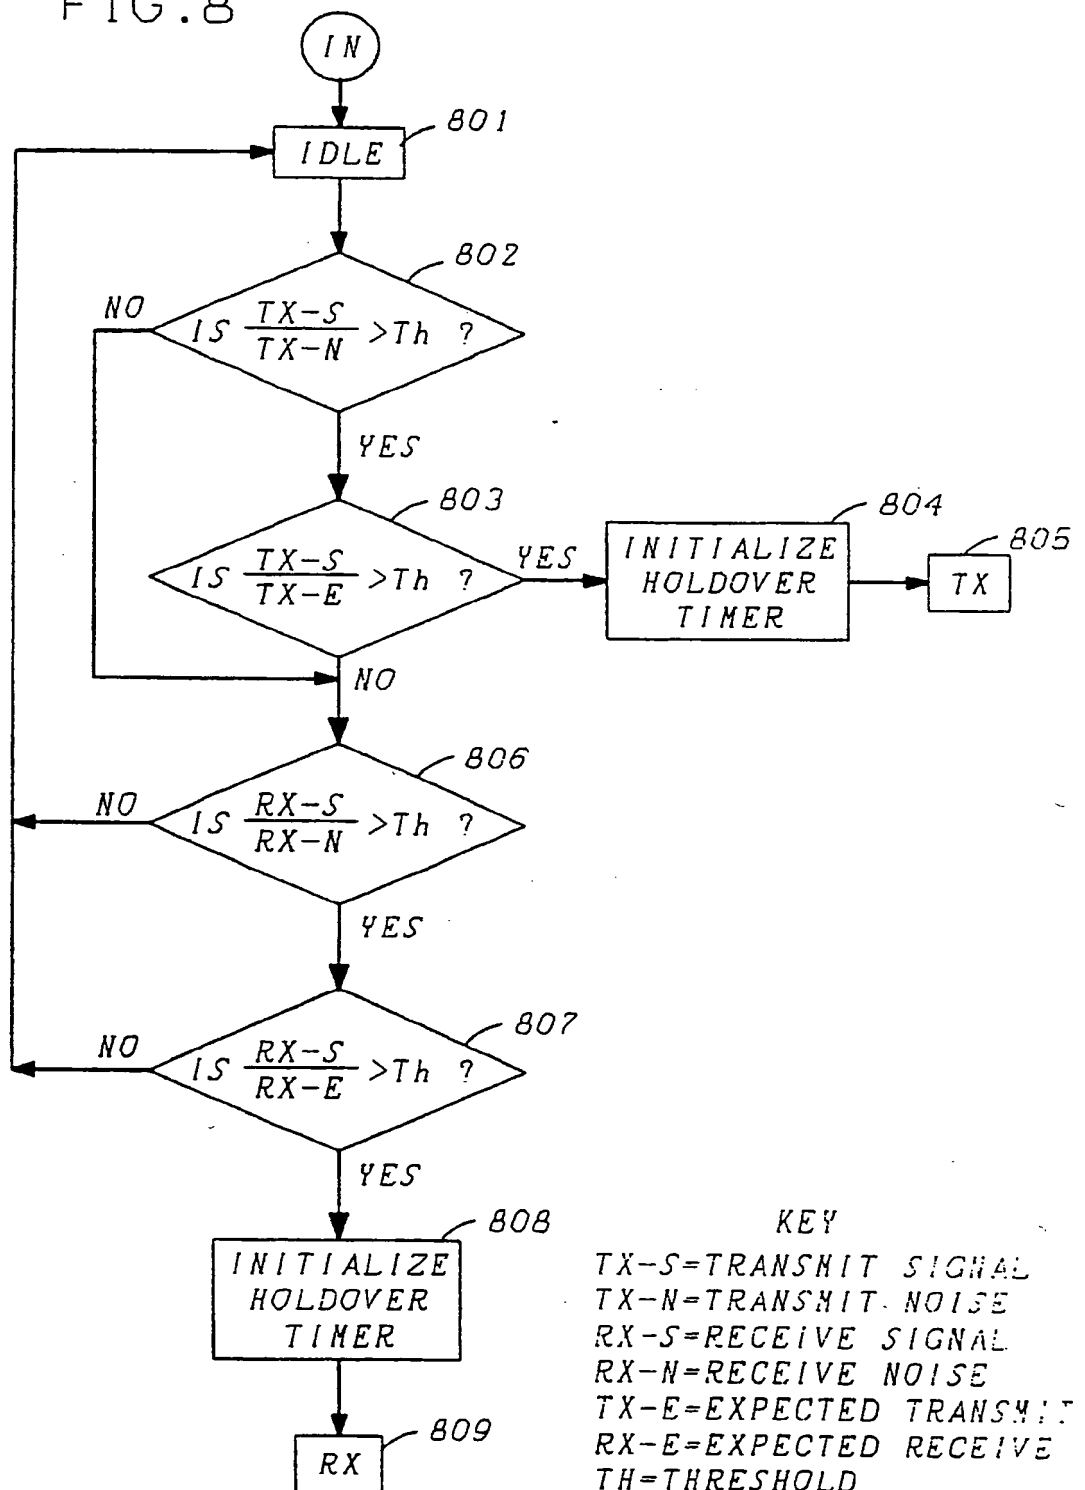 FIG.8
IN
801
IDLE
802
NO
IS TX-S / TX-N >Th ?
YES
803
IS TX-S / TX-E >Th ?
YES
804
INITIALIZE
HOLDOVER
TIMER
805
TX
NO
806
NO
IS RX-S / RX-N >Th ?
YES
807
NO
IS RX-S / RX-E >Th ?
YES
808
INITIALIZE
HOLDOVER
TIMER
809
RX
KEY
TX-S=TRANSMIT SIGNAL
TX-N=TRANSMIT NOISE
RX-S=RECEIVE SIGNAL
RX-N=RECEIVE NOISE
TX-E=EXPECTED TRANSMIT
RX-E=EXPECTED RECEIVE
TH=THRESHOLD